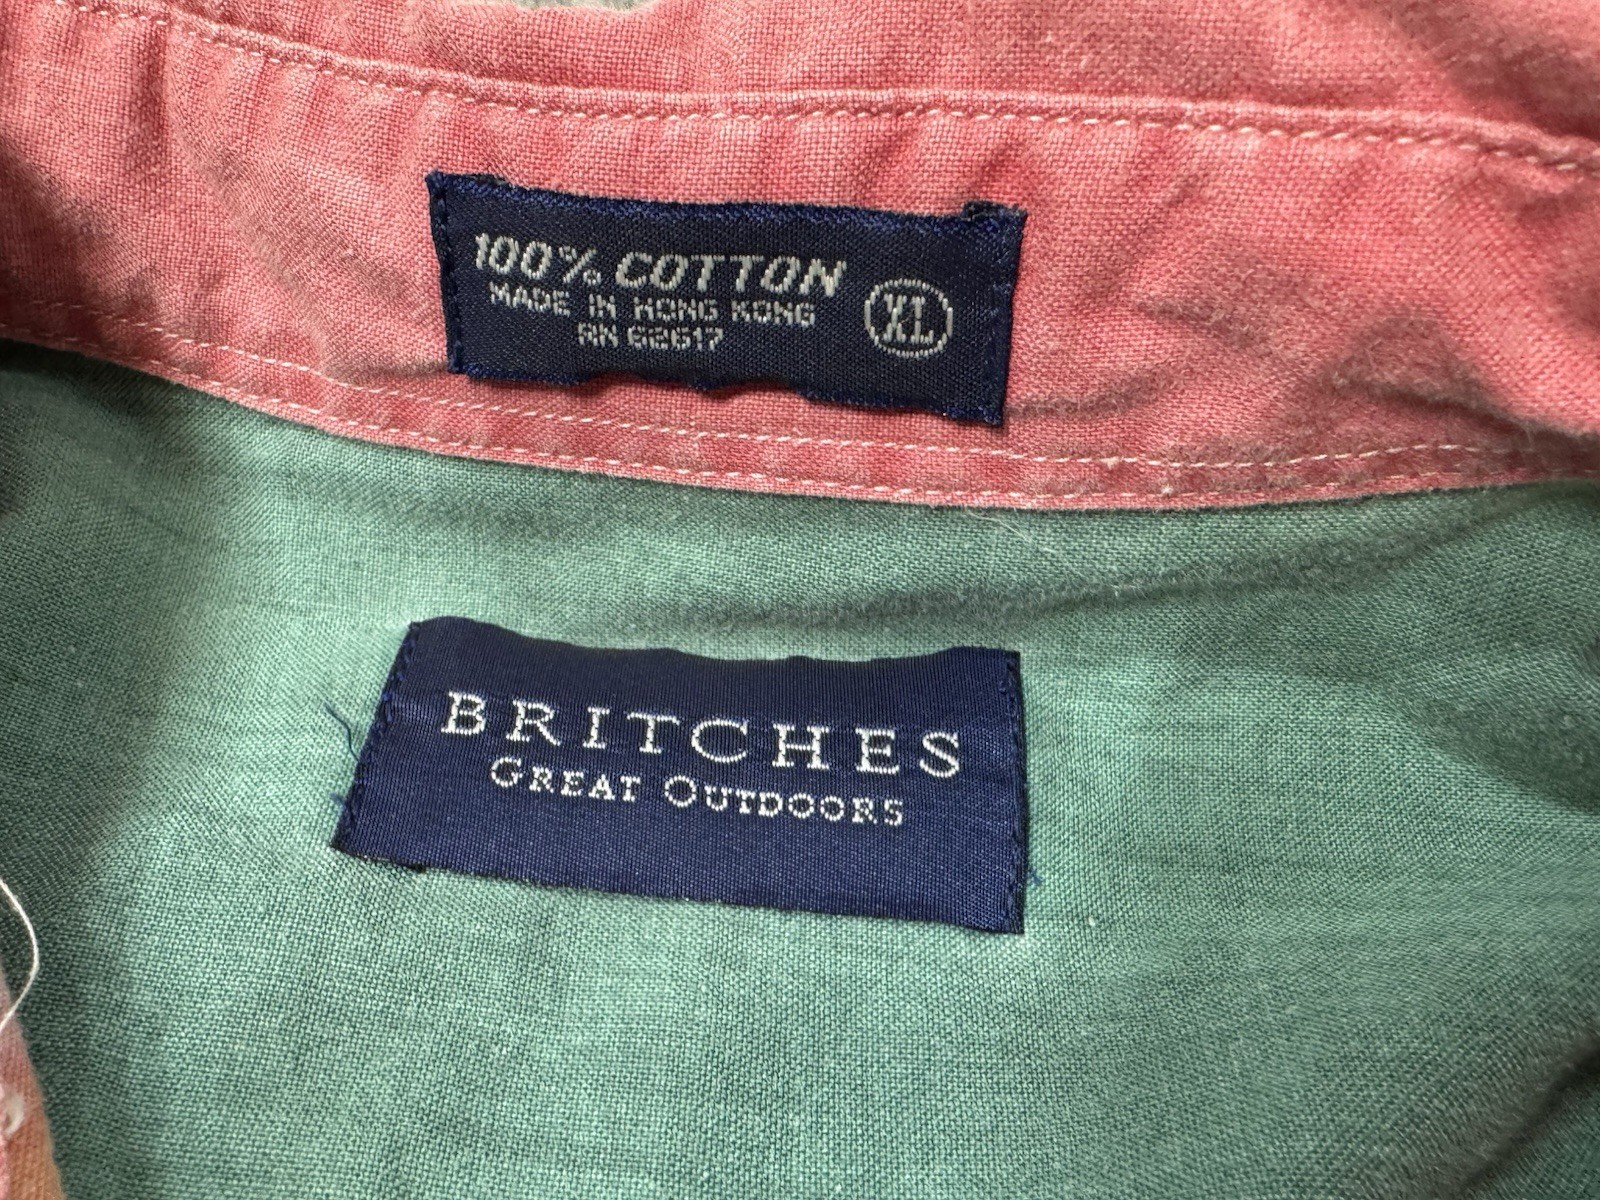 100% COTTON
MADE IN HONG KONG
RN 62617
XL
BRITCHES
GREAT OUTDOORS